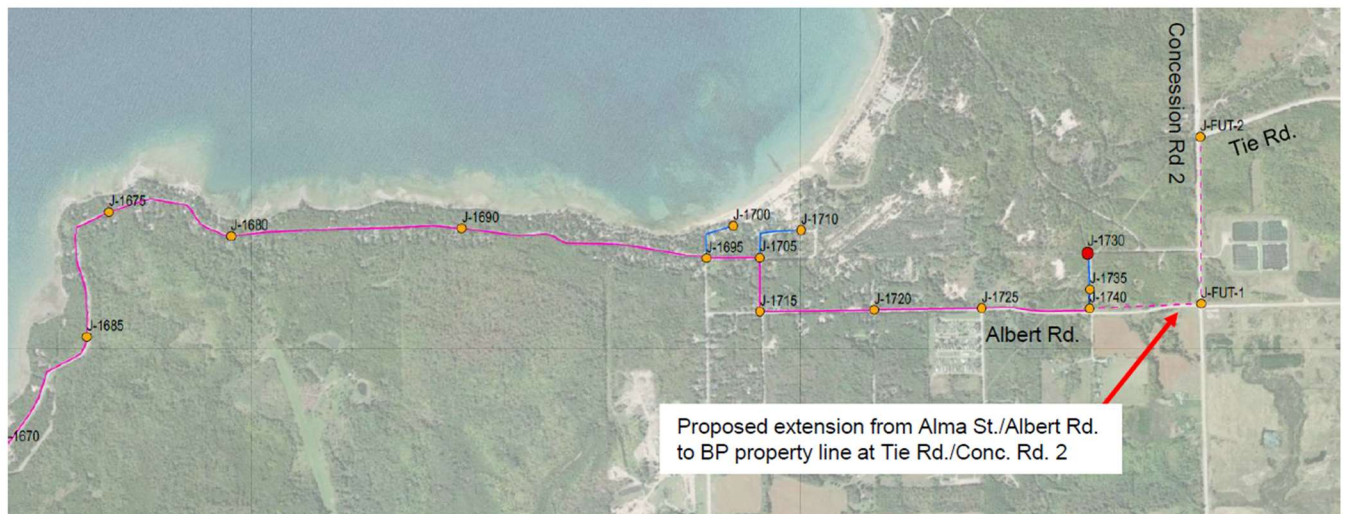 Concession Rd 2
J-FUT-2
Tie Rd.
J-1675
J-1680
J-1690
J-1700
J-1710
J-1695
J-1705
J-1730
J-1735
J-1685
J-1715
J-1720
J-1725
J-1740
J-FUT-1
Albert Rd.
-1670
Proposed extension from Alma St./Albert Rd.
to BP property line at Tie Rd./Conc. Rd. 2